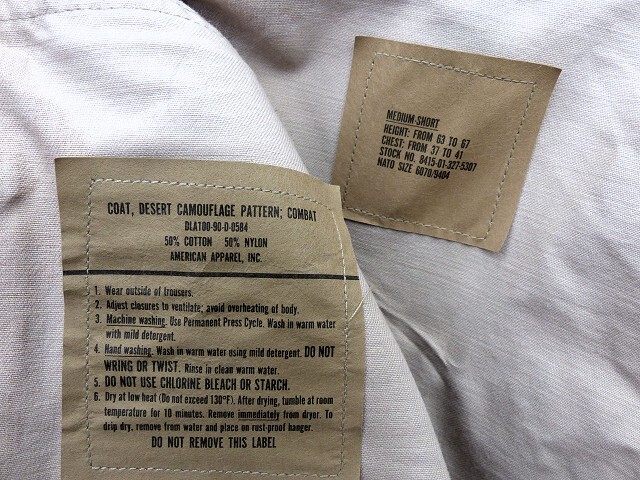 MEDIUM-SHORT
HEIGHT: FROM 63 TO 67
CHEST: FROM 37 TO 41
STOCK NO. 8415-01-327-5307
NATO SIZE 6070/9404
COAT, DESERT CAMOUFLAGE PATTERN; COMBAT
DLA100-90-D-0584
50% COTTON 50% NYLON
AMERICAN APPAREL, INC.
1. Wear outside of trousers.
2. Adjust closures to ventilate; avoid overheating of body.
3. Machine washing. Use Permanent Press Cycle. Wash in warm water
with mild detergent.
4. Hand washing. Wash in warm water using mild detergent. DO NOT
WRING OR TWIST. Rinse in clean warm water.
5. DO NOT USE CHLORINE BLEACH OR STARCH.
6. Dry at low heat (Do not exceed 130°F). After drying, tumble at room
temperature for 10 minutes. Remove immediately from dryer. To
drip dry, remove from water and place on rust-proof hanger.
DO NOT REMOVE THIS LABEL